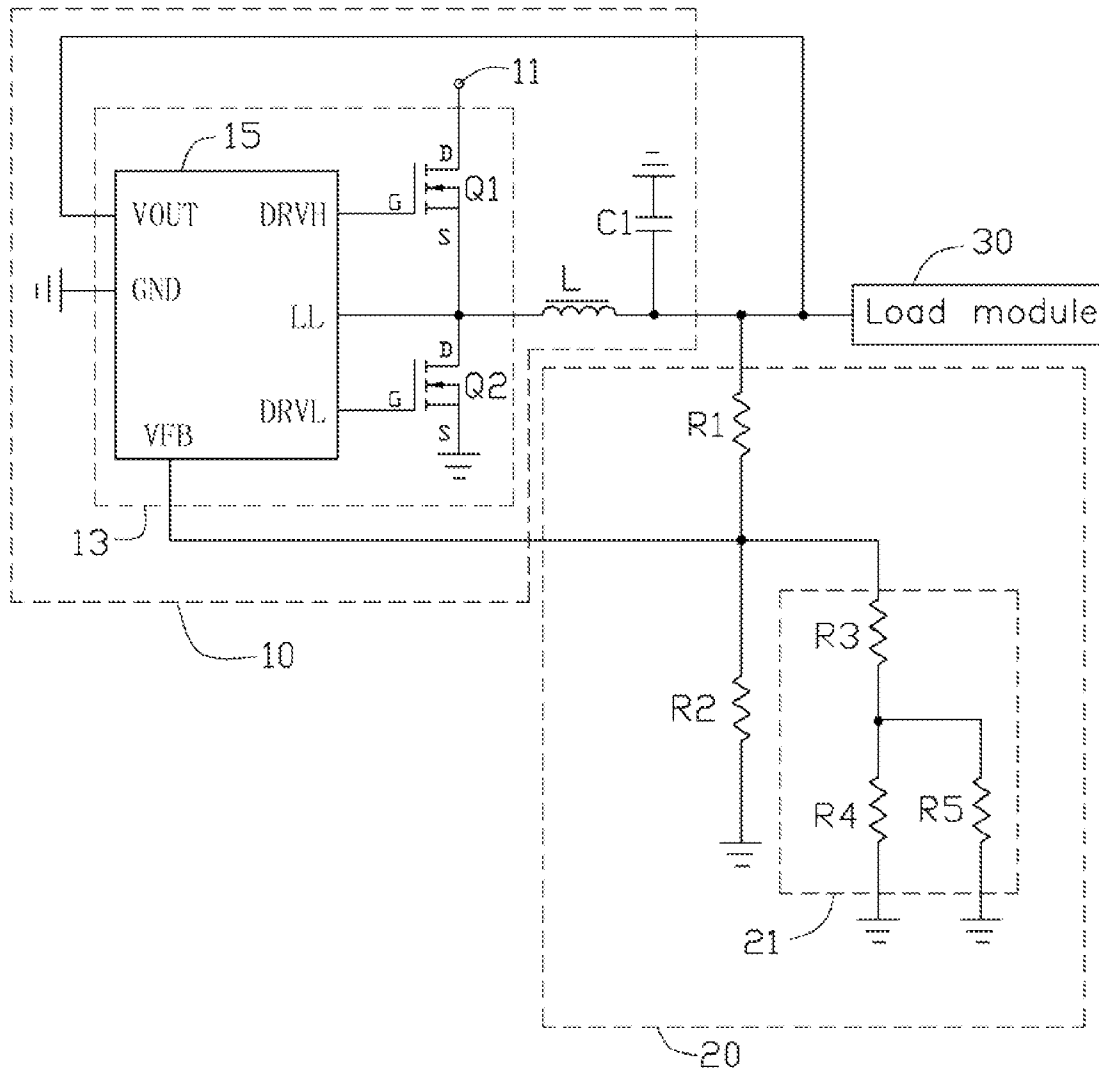 11
15
D
Q1
G
S
VOUT
DRVH
GND
LL
DRVL
VFB
D
Q2
G
S
L
C1
30
Load module
R1
13
10
R2
R3
R4
R5
21
20